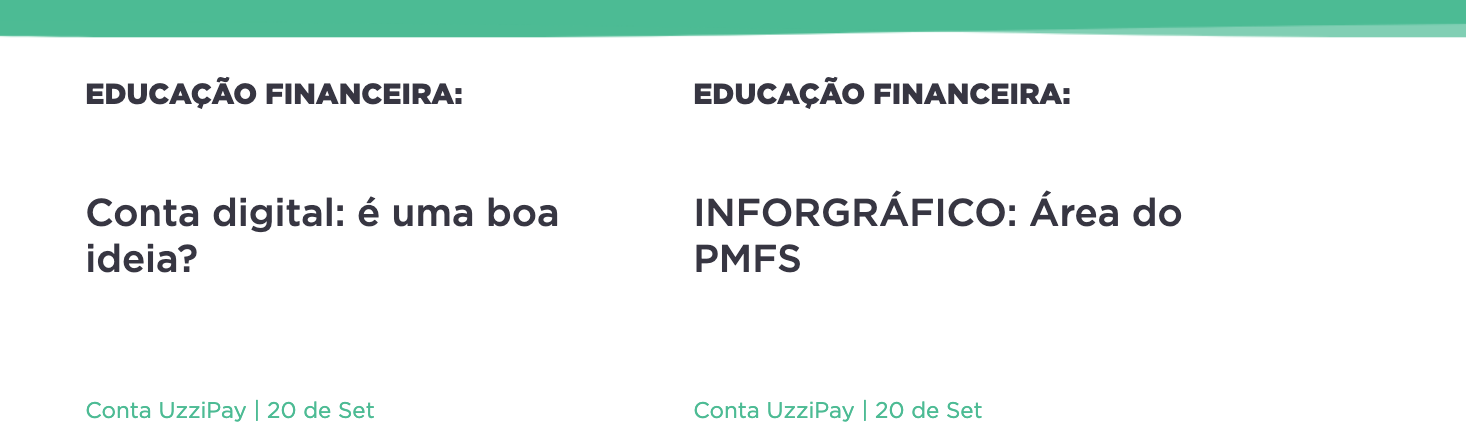 EDUCAÇÃO FINANCEIRA:
Conta digital: é uma boa
ideia?
Conta UzziPay | 20 de Set
EDUCAÇÃO FINANCEIRA:
INFORGRÁFICO: Área do
PMFS
Conta UzziPay | 20 de Set